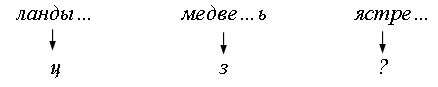 ланды… медве…ь ястре…
ц з ?